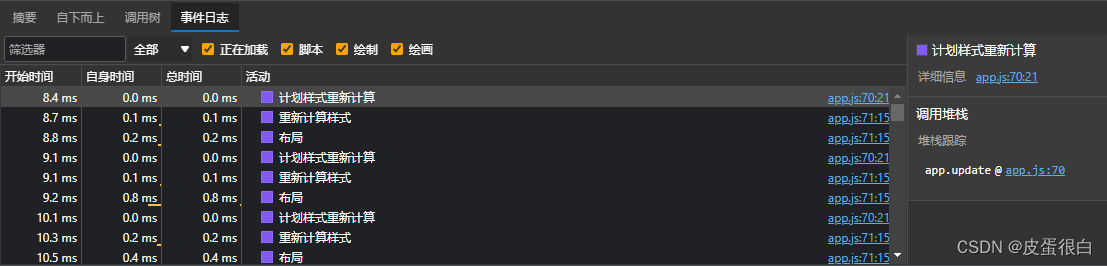 摘要 自下而上 调用树 事件日志
筛选器 全部 正在加载 脚本 绘制 绘画
开始时间 自身时间 总时间 活动
8.4 ms 0.0 ms 0.0 ms 计划样式重新计算 app.js:70:21
8.7 ms 0.1 ms 0.1 ms 重新计算样式 app.js:71:15
8.8 ms 0.2 ms 0.2 ms 布局 app.js:71:15
9.1 ms 0.0 ms 0.0 ms 计划样式重新计算 app.js:70:21
9.1 ms 0.1 ms 0.1 ms 重新计算样式 app.js:71:15
9.2 ms 0.8 ms 0.8 ms 布局 app.js:71:15
10.1 ms 0.0 ms 0.0 ms 计划样式重新计算 app.js:70:21
10.3 ms 0.2 ms 0.2 ms 重新计算样式 app.js:71:15
10.5 ms 0.4 ms 0.4 ms 布局 app.js:71:15
计划样式重新计算
详细信息 app.js:70:21
调用堆栈
堆栈跟踪
app.update @ app.js:70
CSDN @皮蛋很白